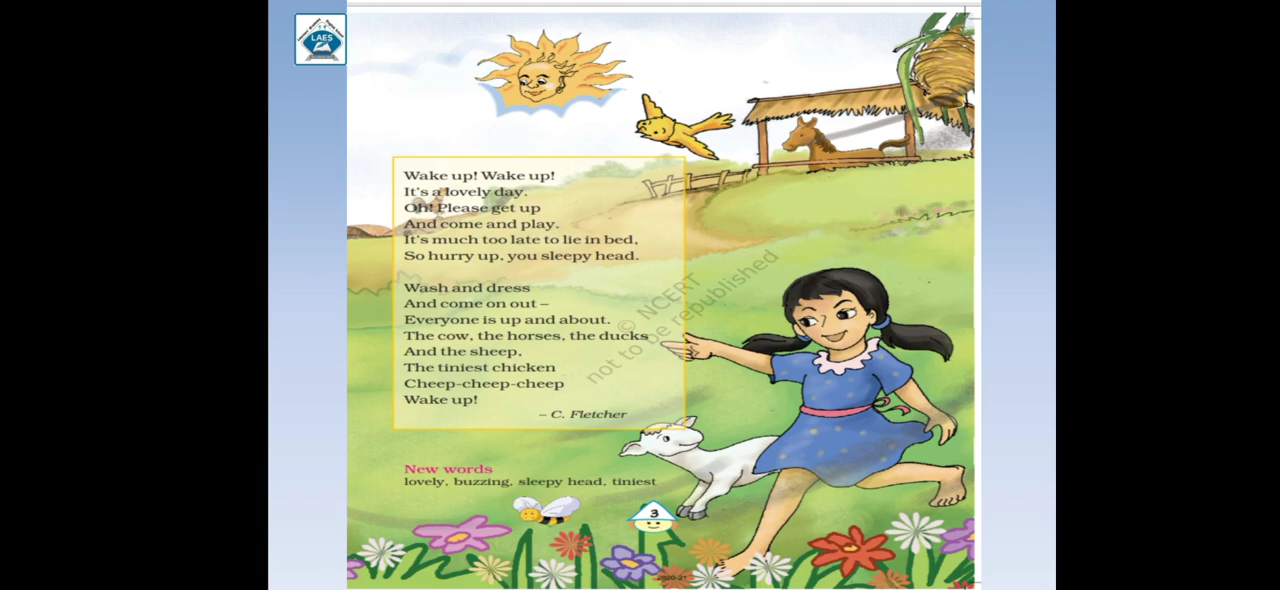 LAES
Wake up! Wake up!
It's a lovely day.
Oh! Please get up
And come and play.
It's much too late to lie in bed,
So hurry up, you sleepy head.
Wash and dress
And come on out –
Everyone is up and about.
The cow, the horses, the ducks
And the sheep,
The tiniest chicken
Cheep-cheep-cheep
Wake up!
– C. Fletcher
© NCERT
not to be republished
New words
lovely, buzzing, sleepy head, tiniest
3
2020-21